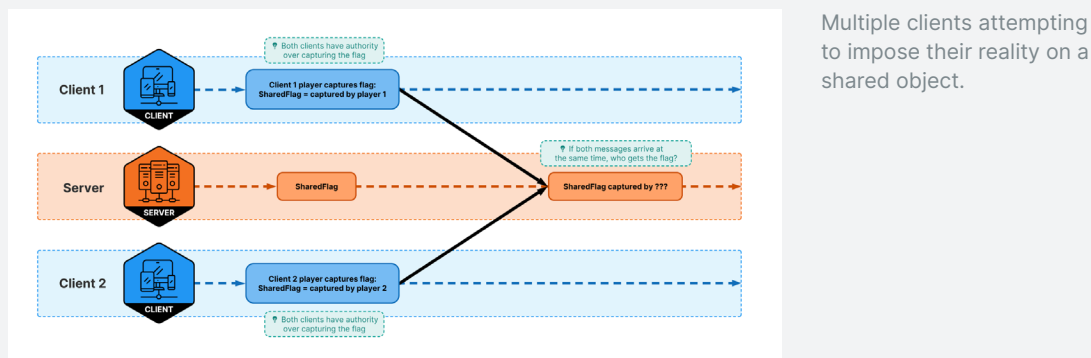 Multiple clients attempting
to impose their reality on a
shared object.
Both clients have authority
over capturing the flag
Client 1
CLIENT
Client 1 player captures flag:
SharedFlag = captured by player 1
If both messages arrive at
the same time, who gets the flag?
Server
SERVER
SharedFlag
SharedFlag captured by ???
Client 2
CLIENT
Client 2 player captures flag:
SharedFlag = captured by player 2
Both clients have authority
over capturing the flag